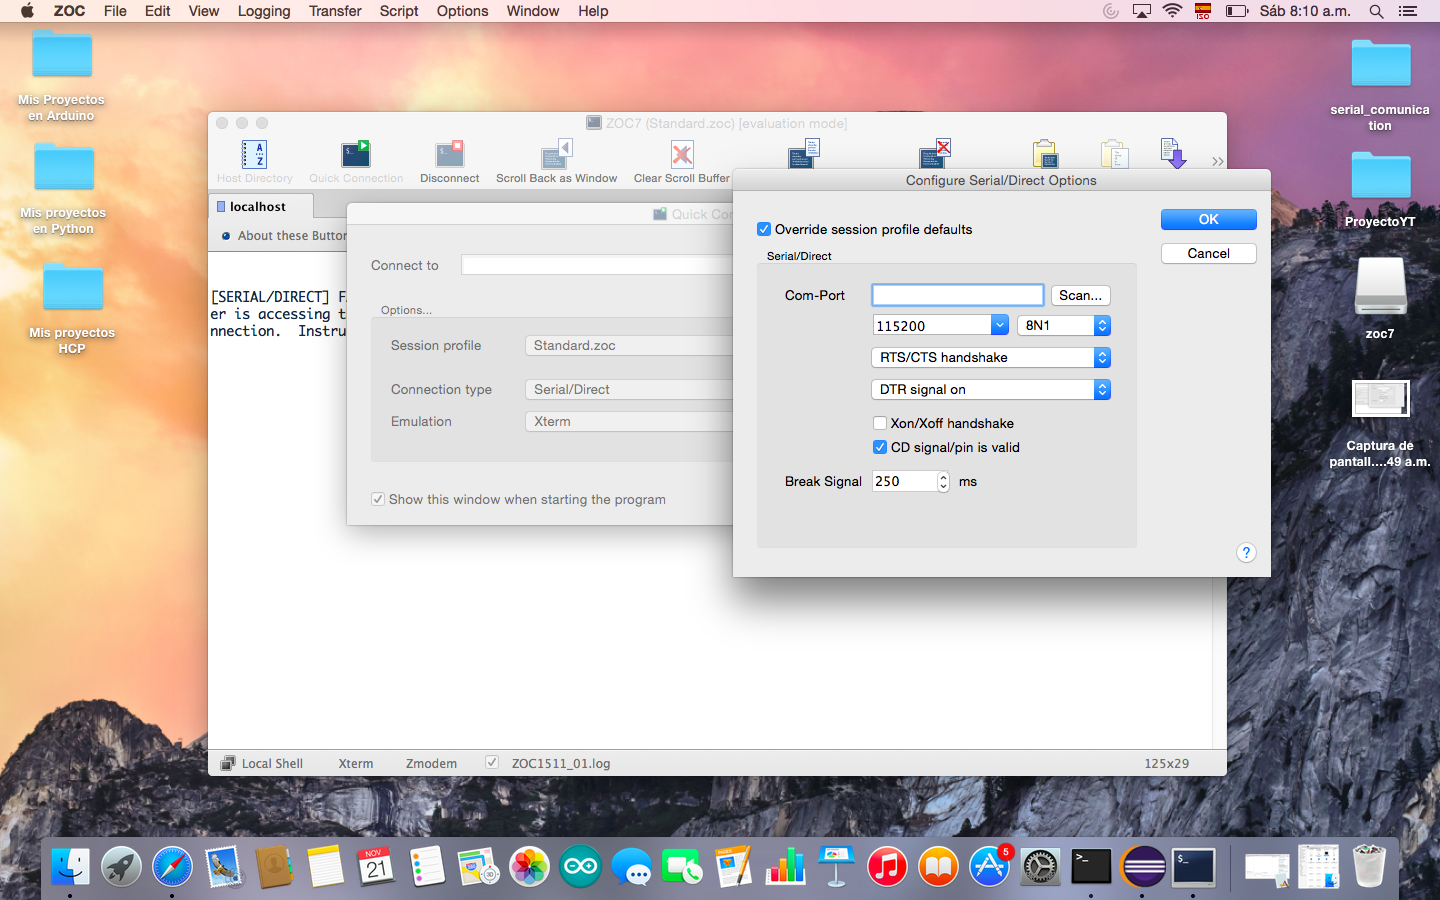 ZOC File Edit View Logging Transfer Script Options Window Help
ISO Sáb 8:10 a.m.
Mis Proyectos
en Arduino
Mis proyectos
en Python
Mis proyectos
HCP
serial_comunica
tion
ProyectoYT
zoc7
Captura de
pantall....49 a.m.
ZOC7 (Standard.zoc) [evaluation mode]
Host Directory Quick Connection Disconnect Scroll Back as Window Clear Scroll Buffer
localhost
About these Buttor
[SERIAL/DIRECT] F
er is accessing t
nnection. Instru
Quick Con
Connect to
Options...
Session profile Standard.zoc
Connection type Serial/Direct
Emulation Xterm
Show this window when starting the program
Configure Serial/Direct Options
Override session profile defaults
OK
Cancel
Serial/Direct
Com-Port Scan...
115200 8N1
RTS/CTS handshake
DTR signal on
Xon/Xoff handshake
CD signal/pin is valid
Break Signal 250 ms
?
Local Shell Xterm Zmodem ZOC1511_01.log 125x29
NOV
21
PAGES
5